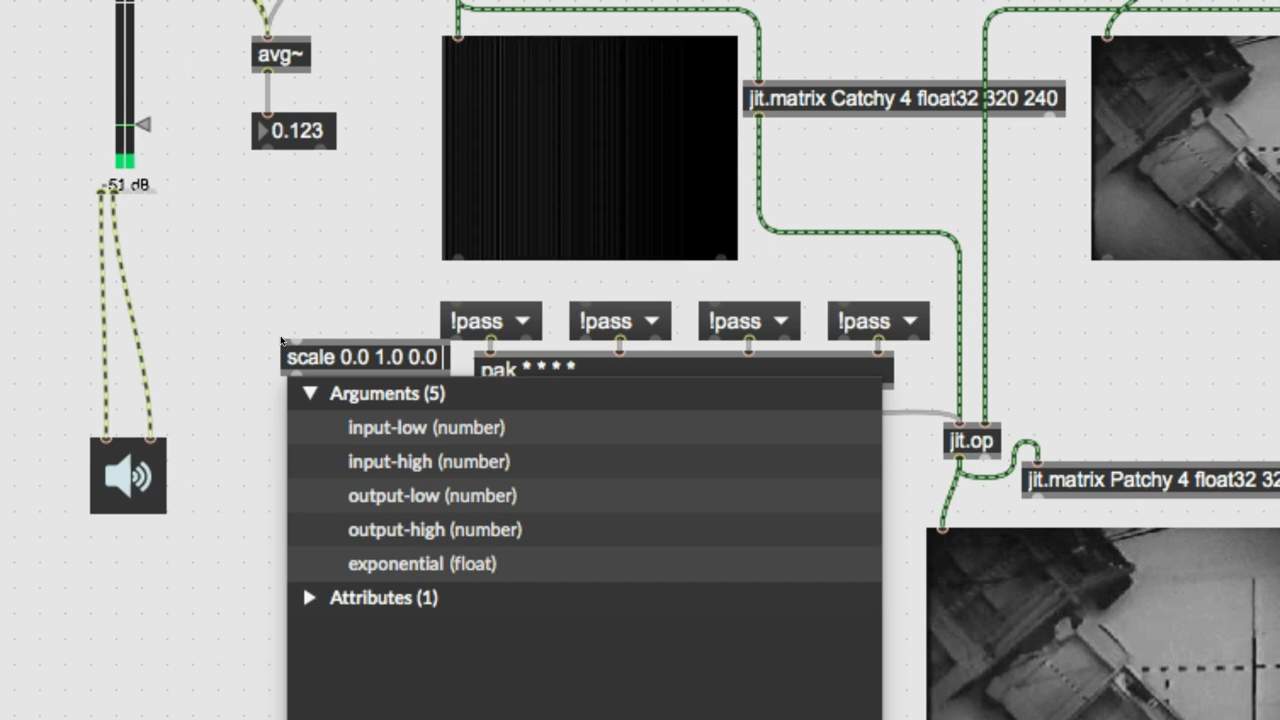 avg~
jit.matrix Catchy 4 float32 320 240
0.123
-51 dB
!pass
!pass
!pass
!pass
scale 0.0 1.0 0.0
pak * * * *
Arguments (5)
input-low (number)
input-high (number)
output-low (number)
output-high (number)
exponential (float)
Attributes (1)
jit.op
jit.matrix Patchy 4 float32 32